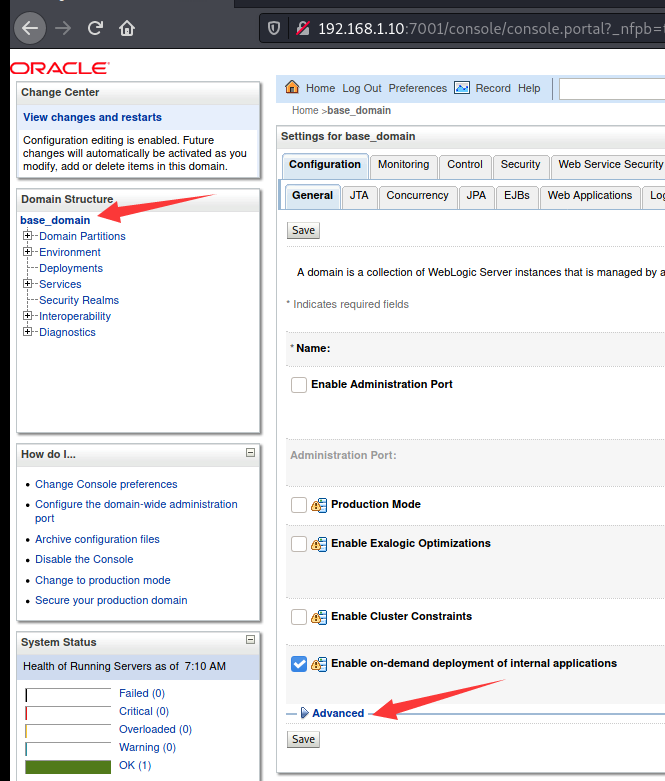 192.168.1.10:7001/console/console.portal?_nfpb=
ORACLE
Change Center
View changes and restarts
Configuration editing is enabled. Future
changes will automatically be activated as you
modify, add or delete items in this domain.
Domain Structure
base_domain
Domain Partitions
Environment
Deployments
Services
Security Realms
Interoperability
Diagnostics
How do I...
Change Console preferences
Configure the domain-wide administration
port
Archive configuration files
Disable the Console
Change to production mode
Secure your production domain
System Status
Health of Running Servers as of 7:10 AM
Failed (0)
Critical (0)
Overloaded (0)
Warning (0)
OK (1)
Home Log Out Preferences Record Help
Home >base_domain
Settings for base_domain
Configuration Monitoring Control Security Web Service Security
General JTA Concurrency JPA EJBs Web Applications
Save
A domain is a collection of WebLogic Server instances that is managed by a
* Indicates required fields
* Name:
Enable Administration Port
Administration Port:
Production Mode
Enable Exalogic Optimizations
Enable Cluster Constraints
Enable on-demand deployment of internal applications
Advanced
Save